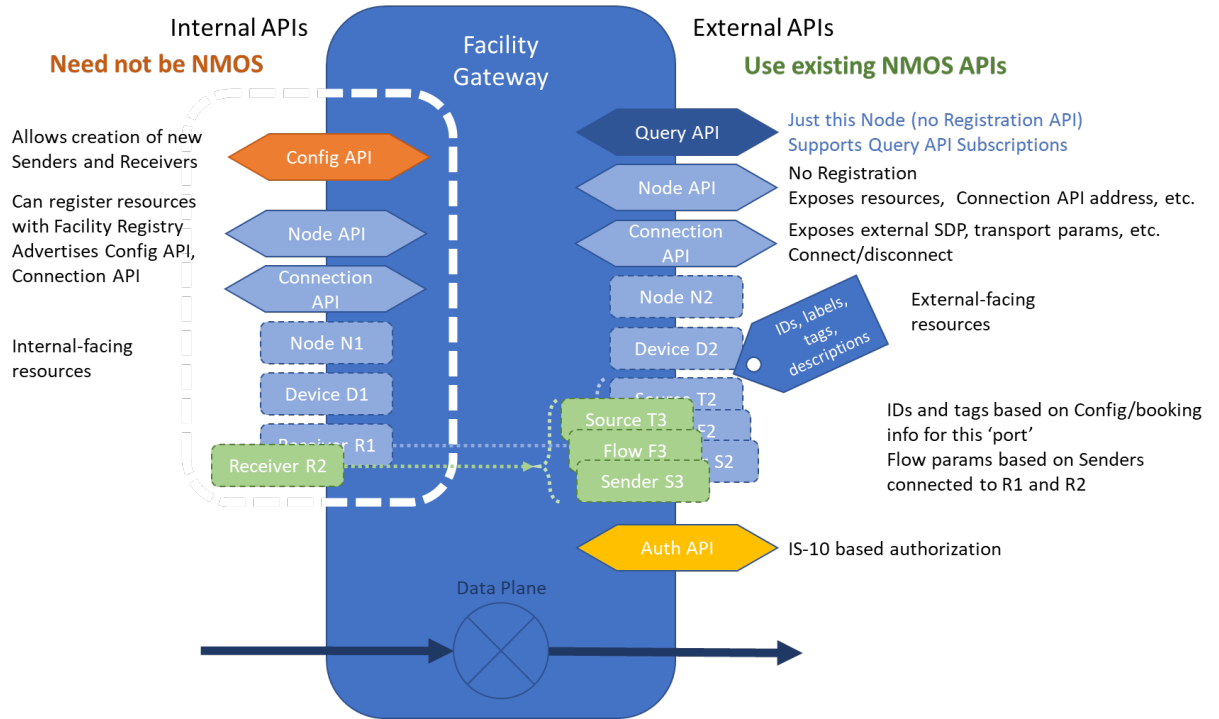 Internal APIs
Need not be NMOS
Facility
Gateway
External APIs
Use existing NMOS APIs
Allows creation of new
Senders and Receivers
Config API
Can register resources
with Facility Registry
Advertises Config API,
Connection API
Node API
Connection
API
Internal-facing
resources
Node N1
Device D1
Receiver R1
Receiver R2
Query API
Just this Node (no Registration API)
Supports Query API Subscriptions
Node API
No Registration
Exposes resources, Connection API address, etc.
Connection
API
Exposes external SDP, transport params, etc.
Connect/disconnect
Node N2
Device D2
IDs, labels,
tags,
descriptions
External-facing
resources
Source T2
F2
S2
Source T3
Flow F3
Sender S3
IDs and tags based on Config/booking
info for this ‘port’
Flow params based on Senders
connected to R1 and R2
Auth API
IS-10 based authorization
Data Plane